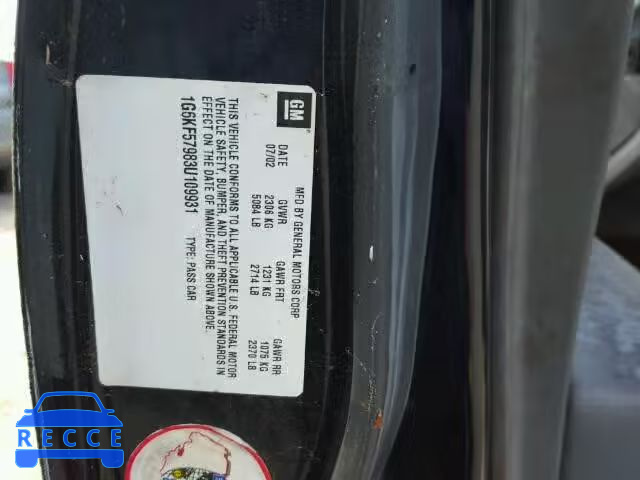 GM
MFD BY GENERAL MOTORS CORP
DATE GVWR GAWR FRT GAWR RR
07/02 2306 KG 1231 KG 1075 KG
5084 LB 2714 LB 2370 LB
THIS VEHICLE CONFORMS TO ALL APPLICABLE U.S. FEDERAL MOTOR
VEHICLE SAFETY, BUMPER, AND THEFT PREVENTION STANDARDS IN
EFFECT ON THE DATE OF MANUFACTURE SHOWN ABOVE.
1G6KF57983U109931 TYPE: PASS CAR
RECCE